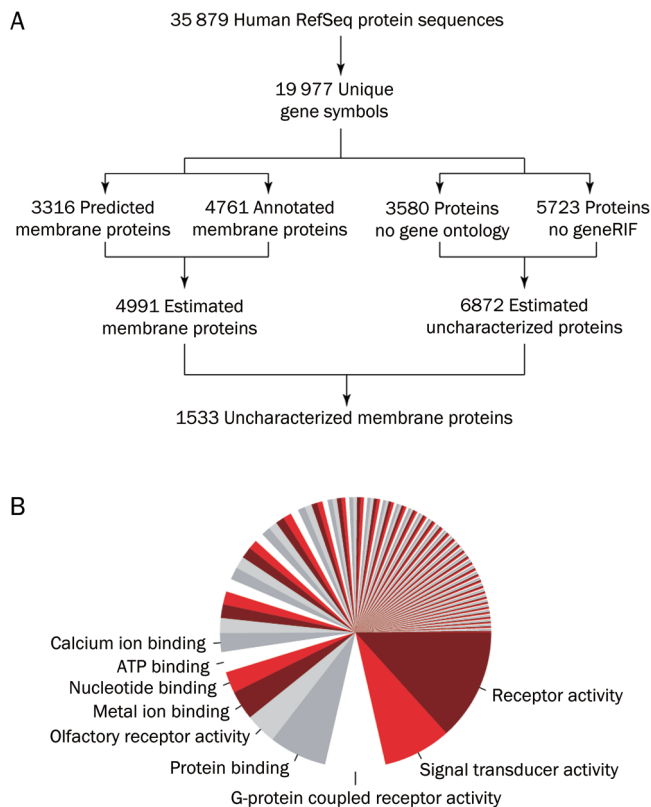 A
35 879 Human RefSeq protein sequences
19 977 Unique
gene symbols
3316 Predicted
membrane proteins
4761 Annotated
membrane proteins
3580 Proteins
no gene ontology
5723 Proteins
no geneRIF
4991 Estimated
membrane proteins
6872 Estimated
uncharacterized proteins
1533 Uncharacterized membrane proteins
B
Calcium ion binding
ATP binding
Nucleotide binding
Metal ion binding
Olfactory receptor activity
Protein binding
G-protein coupled receptor activity
Signal transducer activity
Receptor activity